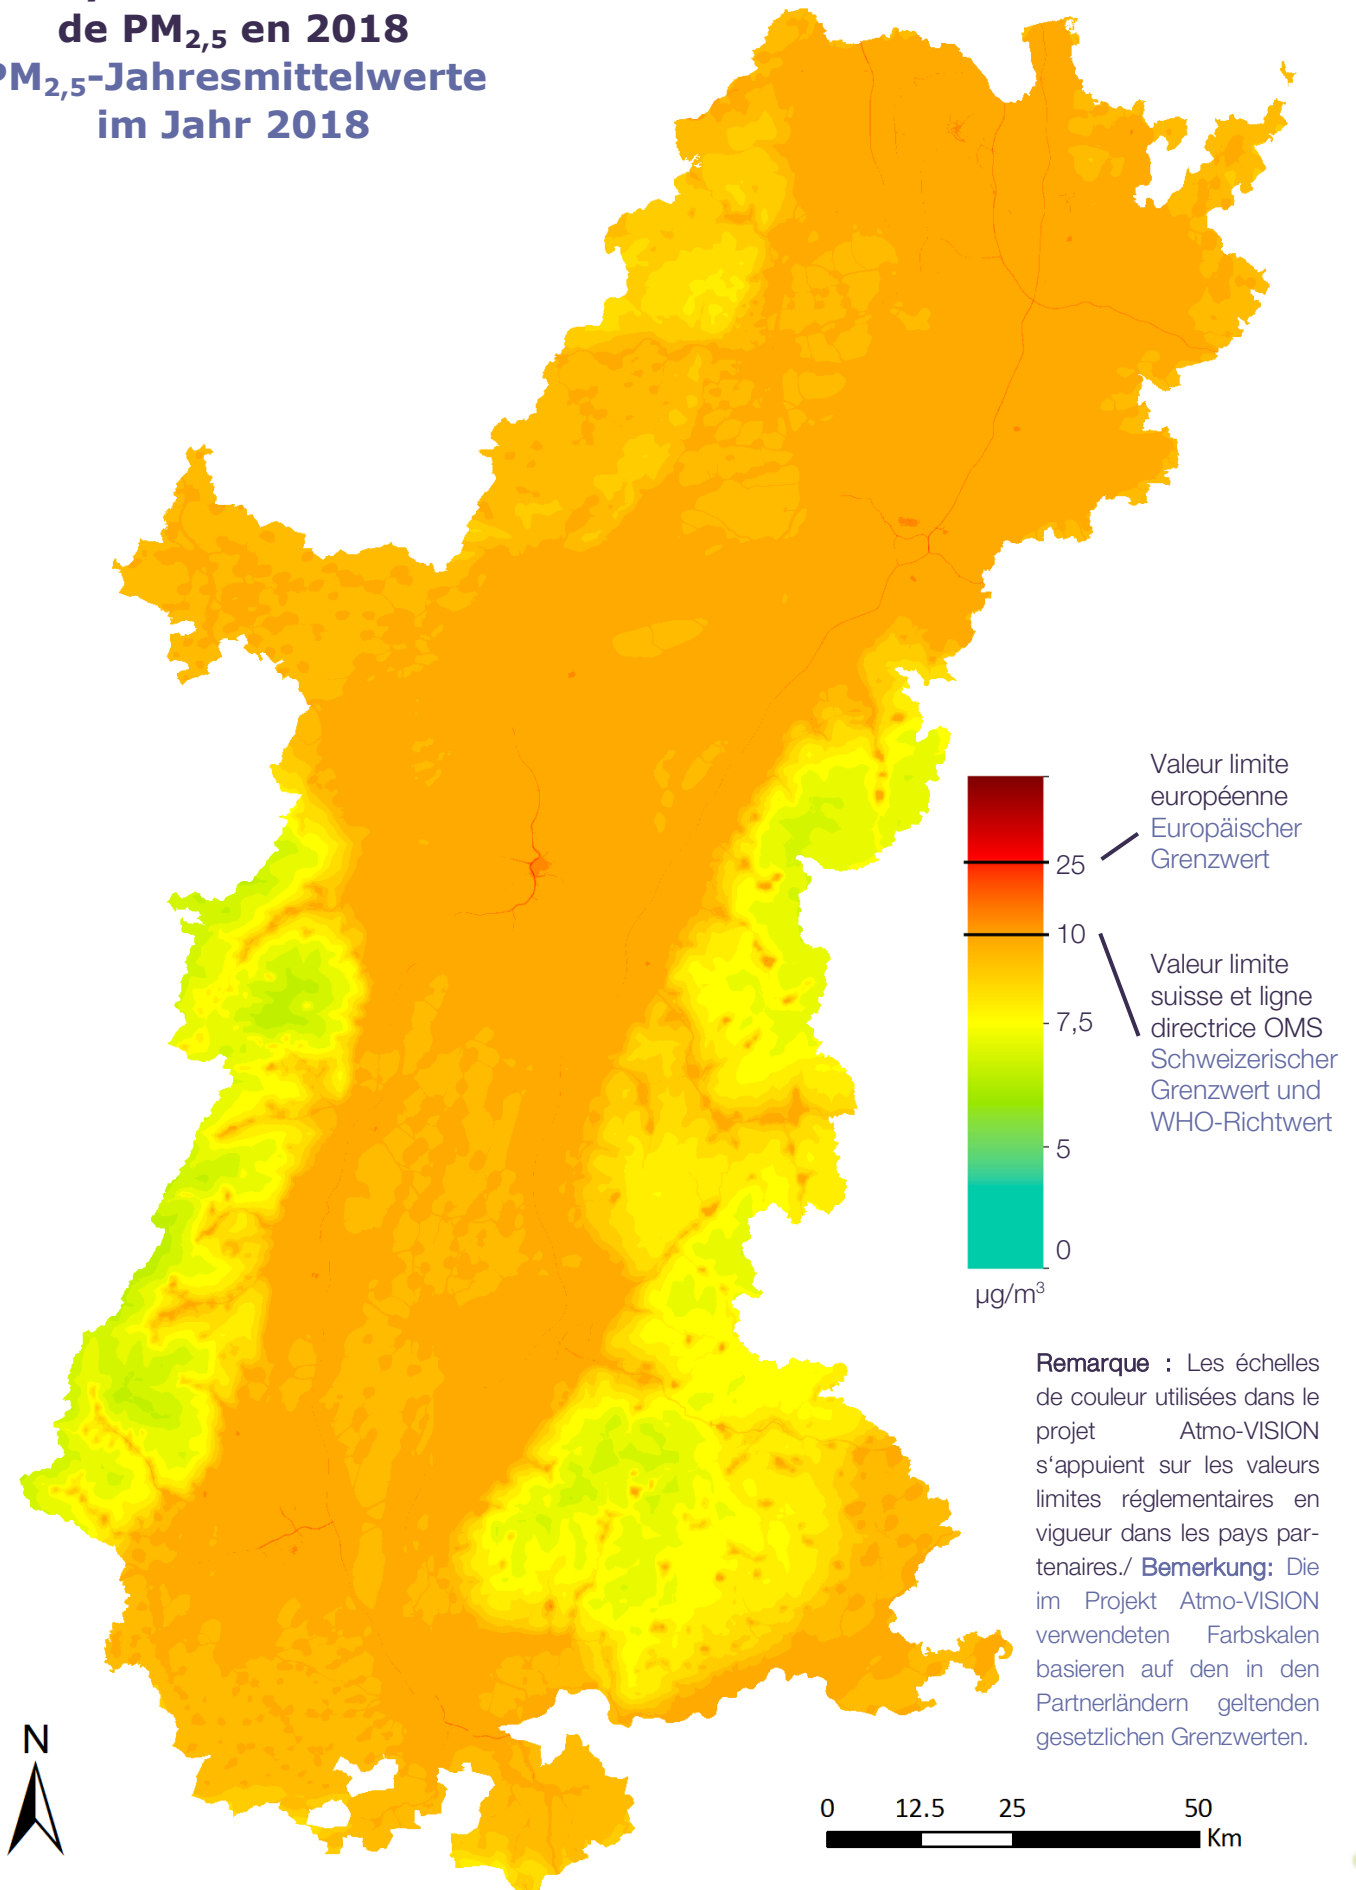 de PM2,5 en 2018
PM2,5-Jahresmittelwerte
im Jahr 2018
Valeur limite
européenne
Europäischer
Grenzwert
25
10
Valeur limite
suisse et ligne
directrice OMS
Schweizerischer
Grenzwert und
WHO-Richtwert
7,5
5
0
µg/m³
Remarque : Les échelles
de couleur utilisées dans le
projet Atmo-VISION
s‘appuient sur les valeurs
limites réglementaires en
vigueur dans les pays par-
tenaires./ Bemerkung: Die
im Projekt Atmo-VISION
verwendeten Farbskalen
basieren auf den in den
Partnerländern geltenden
gesetzlichen Grenzwerten.
N
0 12.5 25 50
Km